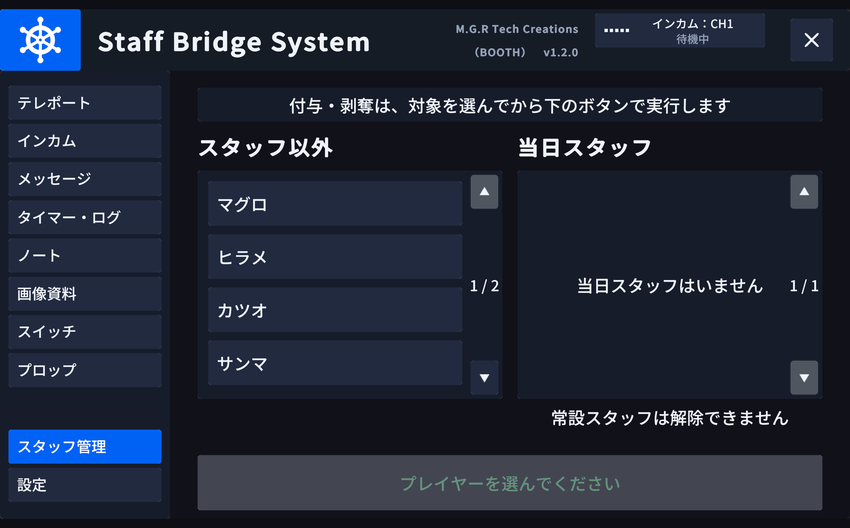 Staff Bridge System
M.G.R Tech Creations
（BOOTH） v1.2.0
インカム：CH1
待機中
テレポート
インカム
メッセージ
タイマー・ログ
ノート
画像資料
スイッチ
プロップ
スタッフ管理
設定
付与・剥奪は、対象を選んでから下のボタンで実行します
スタッフ以外
マグロ
ヒラメ
カツオ
サンマ
1 / 2
当日スタッフ
当日スタッフはいません
1 / 1
常設スタッフは解除できません
プレイヤーを選んでください